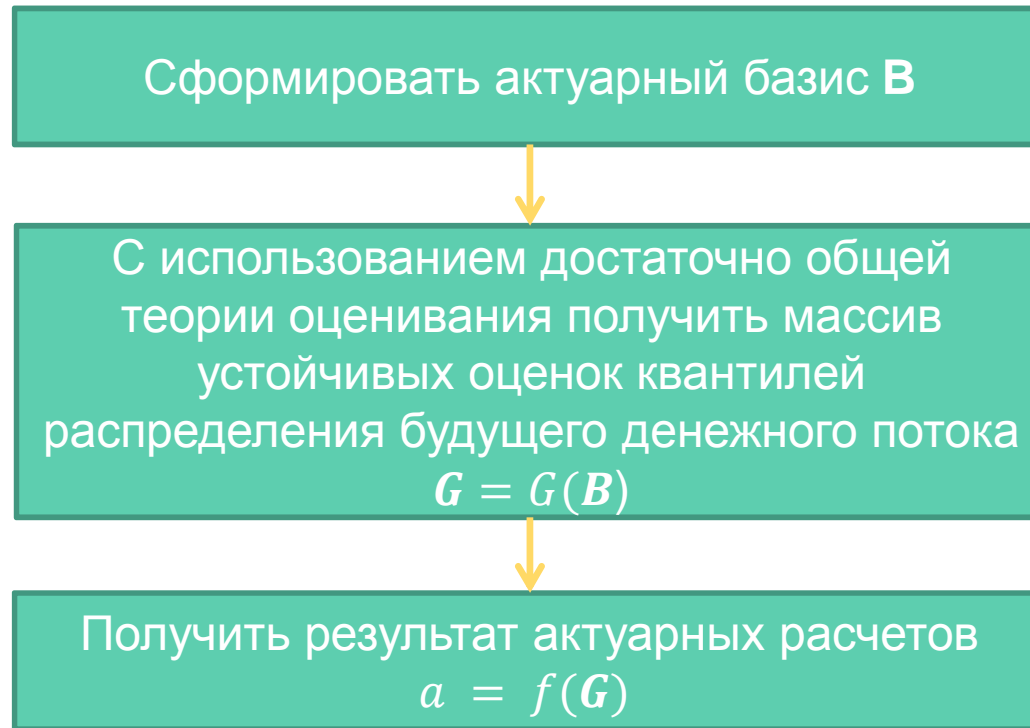 Сформировать актуарный базис B
С использованием достаточно общей
теории оценивания получить массив
устойчивых оценок квантилей
распределения будущего денежного потока
G = G(B)
Получить результат актуарных расчетов
a = f(G)